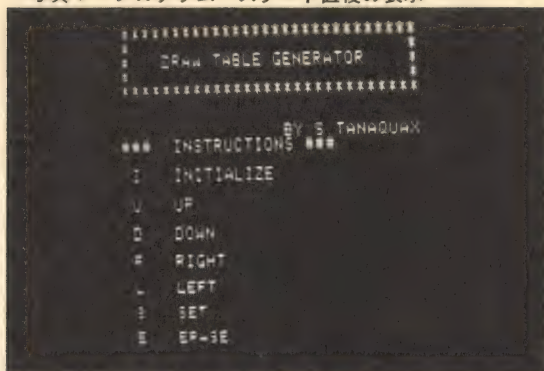 *****************************
* DRAW TABLE GENERATOR *
*****************************
BY S TANAQUAX
### INSTRUCTIONS ###
I INITIALIZE
U UP
D DOWN
R RIGHT
L LEFT
S SET
E ERASE